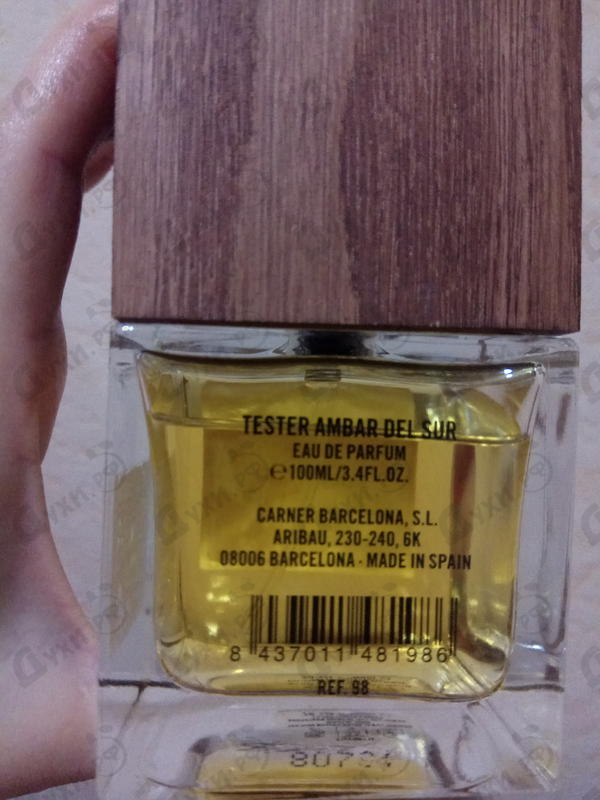 TESTER AMBAR DEL SUR
EAU DE PARFUM
℮100ML/3.4FL.OZ.
CARNER BARCELONA, S.L.
ARIBAU, 230-240, 6K
08006 BARCELONA · MADE IN SPAIN
8 437011 481986
REF. 98